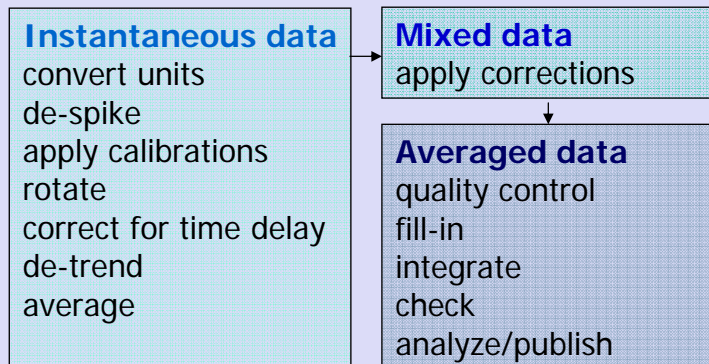 Instantaneous data
convert units
de-spike
apply calibrations
rotate
correct for time delay
de-trend
average
Mixed data
apply corrections
Averaged data
quality control
fill-in
integrate
check
analyze/publish